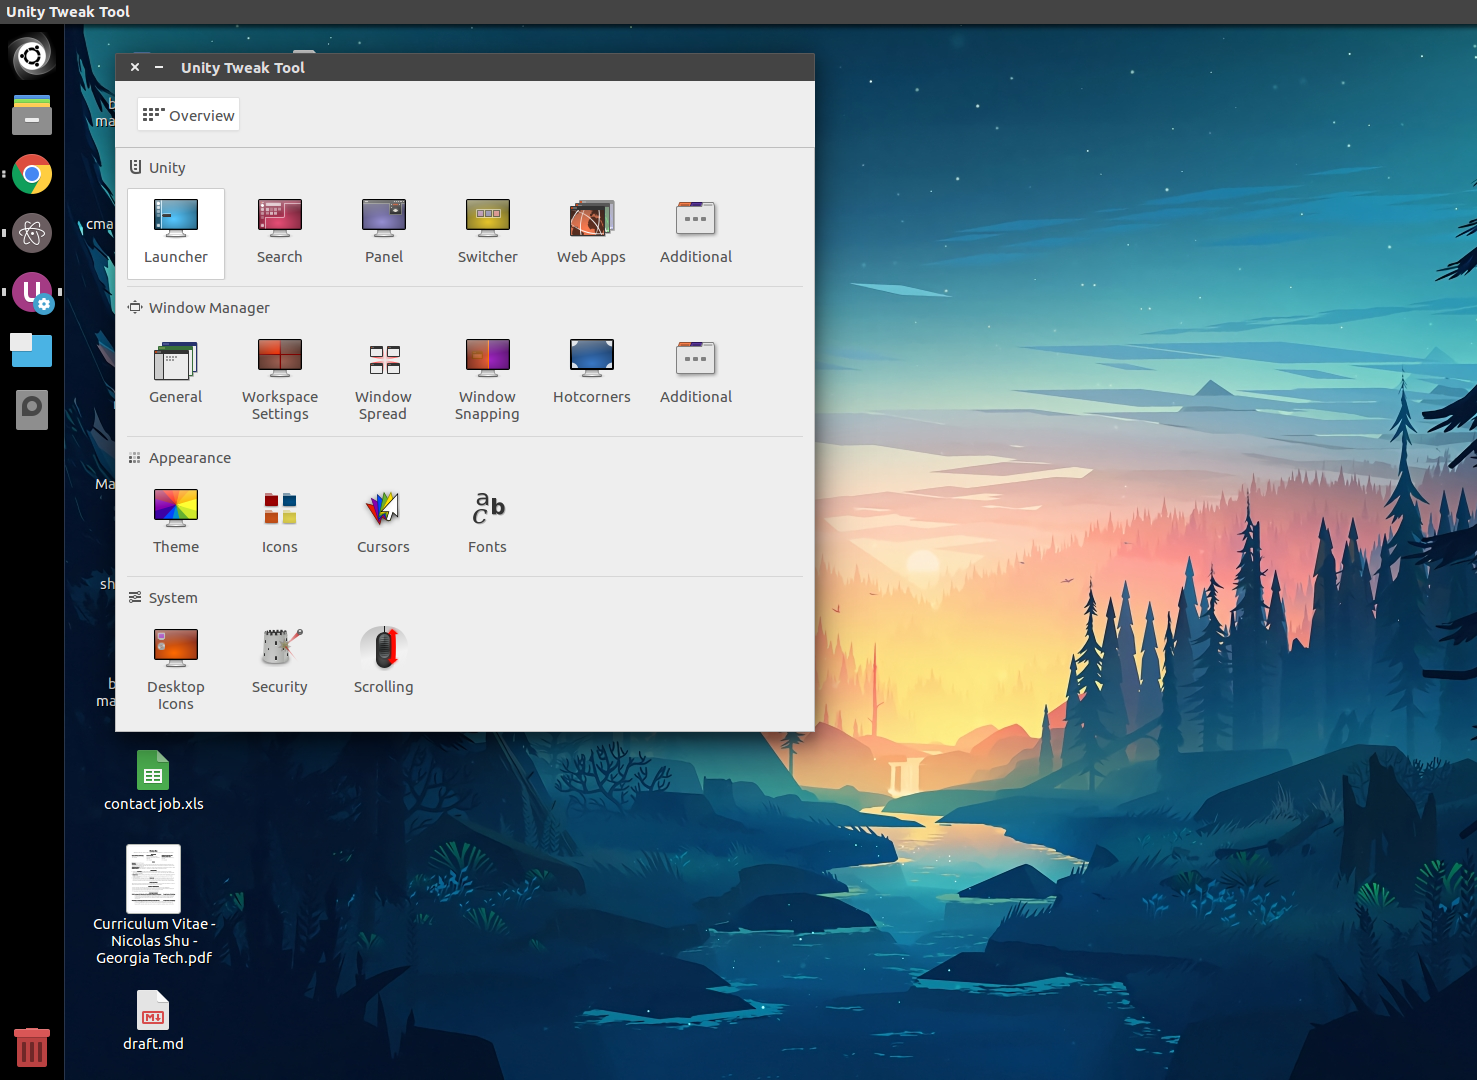 Unity Tweak Tool
Unity Tweak Tool
Overview
Unity
Launcher
Search
Panel
Switcher
Web Apps
Additional
Window Manager
General
Workspace
Settings
Window
Spread
Window
Snapping
Hotcorners
Additional
Appearance
Theme
Icons
Cursors
Fonts
System
Desktop
Icons
Security
Scrolling
b
ma
cma
Ma
sh
b
ma
contact job.xls
Curriculum Vitae -
Nicolas Shu -
Georgia Tech.pdf
draft.md